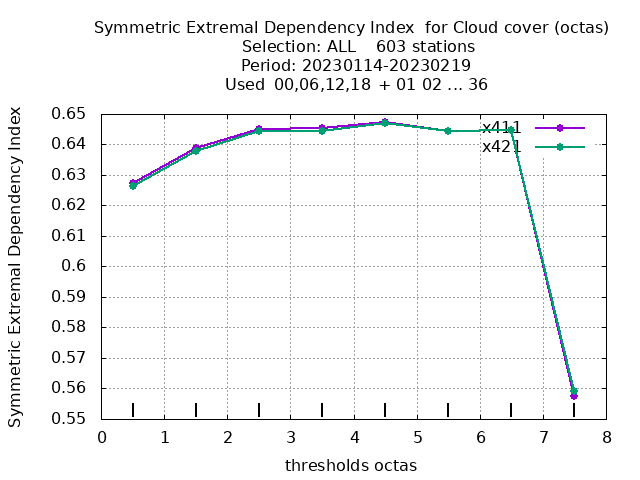 Symmetric Extremal Dependency Index  for Cloud cover (octas)
Selection: ALL    603 stations
Period: 20230114-20230219
Used  00,06,12,18  + 01 02 ... 36
Symmetric Extremal Dependency Index
0.65
0.64
0.63
0.62
0.61
0.6
0.59
0.58
0.57
0.56
0.55
x411
x421
0 1 2 3 4 5 6 7 8
thresholds octas